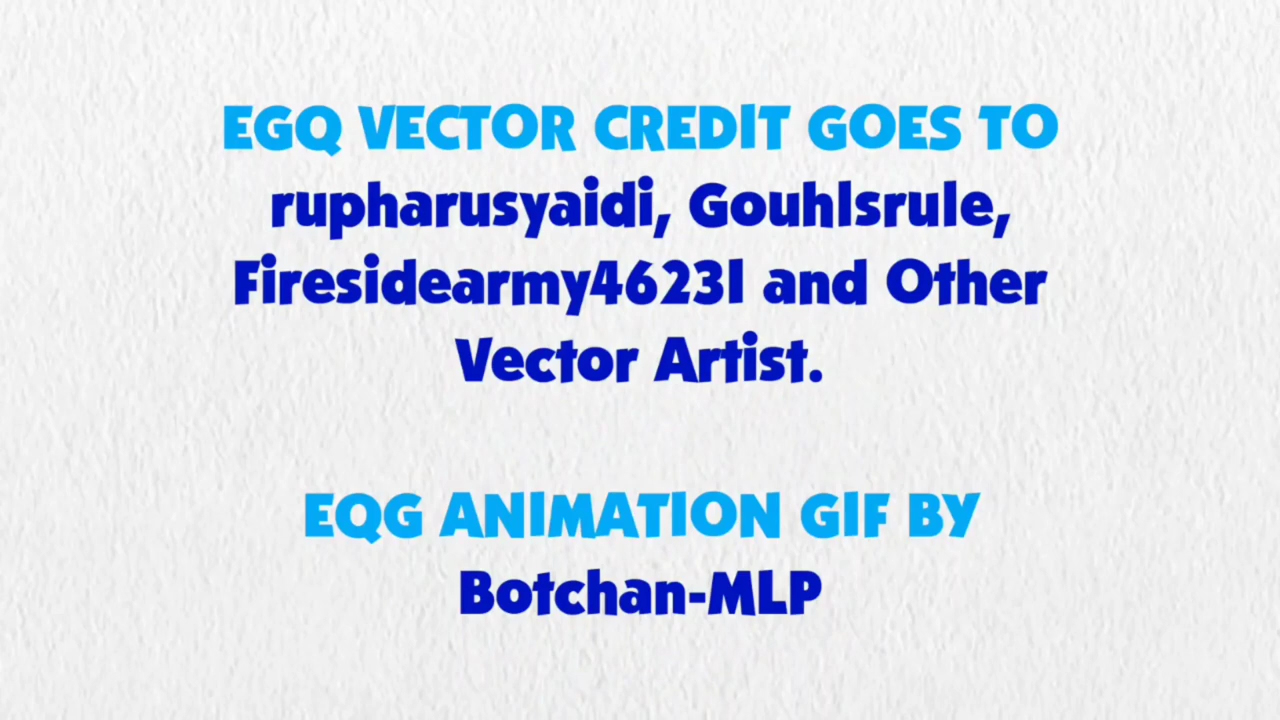 EGQ VECTOR CREDIT GOES TO
rupharusyaidi, Gouhlsrule,
Firesidearmy46231 and Other
Vector Artist.
EQG ANIMATION GIF BY
Botchan-MLP